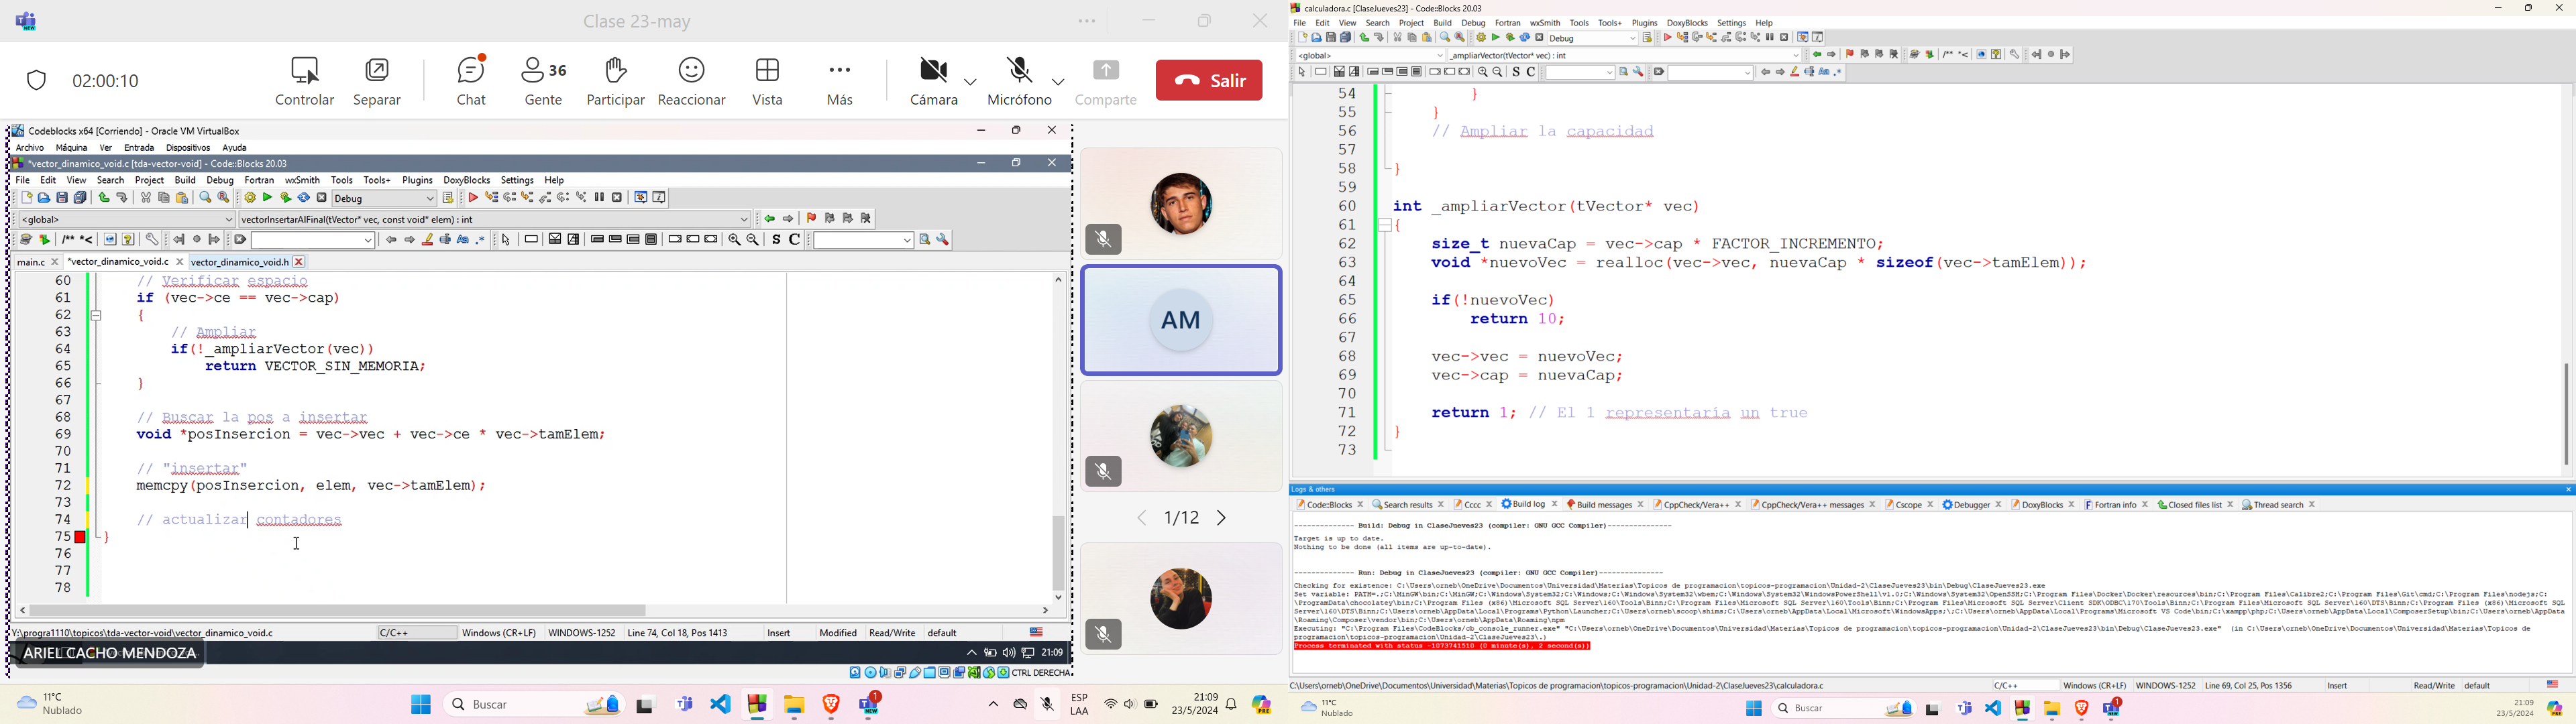 Clase 23-may
02:00:10
Controlar
Separar
Chat
36
Gente
Participar
Reaccionar
Vista
Más
Cámara
Micrófono
Comparte
Salir
Codeblocks x64 [Corriendo] - Oracle VM VirtualBox
Archivo Máquina Ver Entrada Dispositivos Ayuda
*vector_dinamico_void.c [tda-vector-void] - Code::Blocks 20.03
File Edit View Search Project Build Debug Fortran wxSmith Tools Tools+ Plugins DoxyBlocks Settings Help
Debug
<global>
vectorInsertarAlFinal(tVector* vec, const void* elem) : int
main.c
*vector_dinamico_void.c
vector_dinamico_void.h
60 // Verificar espacio
61 if (vec->ce == vec->cap)
62 {
63 // Ampliar
64 if(!_ampliarVector(vec))
65 return VECTOR_SIN_MEMORIA;
66 }
67
68 // Buscar la pos a insertar
69 void *posInsercion = vec->vec + vec->ce * vec->tamElem;
70
71 // "insertar"
72 memcpy(posInsercion, elem, vec->tamElem);
73
74 // actualizar contadores
75 }
76
77
78
Y:\progra1110\topicos\tda-vector-void\vector_dinamico_void.c
C/C++
Windows (CR+LF)
WINDOWS-1252
Line 74, Col 18, Pos 1413
Insert
Modified
Read/Write
default
ARIEL CACHO MENDOZA
21:09
CTRL DERECHA
AM
1/12
11°C
Nublado
Buscar
ESP
LAA
21:09
23/5/2024
calculadora.c [ClaseJueves23] - Code::Blocks 20.03
File Edit View Search Project Build Debug Fortran wxSmith Tools Tools+ Plugins DoxyBlocks Settings Help
Debug
<global>
_ampliarVector(tVector* vec) : int
54 }
55 }
56 // Ampliar la capacidad
57
58 }
59
60 int _ampliarVector(tVector* vec)
61 {
62 size_t nuevaCap = vec->cap * FACTOR_INCREMENTO;
63 void *nuevoVec = realloc(vec->vec, nuevaCap * sizeof(vec->tamElem));
64
65 if(!nuevoVec)
66 return 10;
67
68 vec->vec = nuevoVec;
69 vec->cap = nuevaCap;
70
71 return 1; // El 1 representaría un true
72 }
73
Logs & others
Code::Blocks
Search results
Cccc
Build log
Build messages
CppCheck/Vera++
CppCheck/Vera++ messages
Cscope
Debugger
DoxyBlocks
Fortran info
Closed files list
Thread search
-------------- Build: Debug in ClaseJueves23 (compiler: GNU GCC Compiler)---------------
Target is up to date.
Nothing to be done (all items are up-to-date).
-------------- Run: Debug in ClaseJueves23 (compiler: GNU GCC Compiler)---------------
Checking for existence: C:\Users\orneb\OneDrive\Documentos\Universidad\Materias\Topicos de programacion\topicos-programacion\Unidad-2\ClaseJueves23\bin\Debug\ClaseJueves23.exe
Executing: "C:\Program Files\CodeBlocks/cb_console_runner.exe" "C:\Users\orneb\OneDrive\Documentos\Universidad\Materias\Topicos de programacion\topicos-programacion\Unidad-2\ClaseJueves23\bin\Debug\ClaseJueves23.exe" (in C:\Users\orneb\OneDrive\Documentos\Universidad\Materias\Topicos de
programacion\topicos-programacion\Unidad-2\ClaseJueves23\.)
Process terminated with status -1073741510 (0 minute(s), 2 second(s))
C:\Users\orneb\OneDrive\Documentos\Universidad\Materias\Topicos de programacion\topicos-programacion\Unidad-2\ClaseJueves23\calculadora.c
C/C++
Windows (CR+LF)
WINDOWS-1252
Line 69, Col 25, Pos 1356
Insert
Read/Write
default
11°C
Nublado
Buscar
21:09
23/5/2024